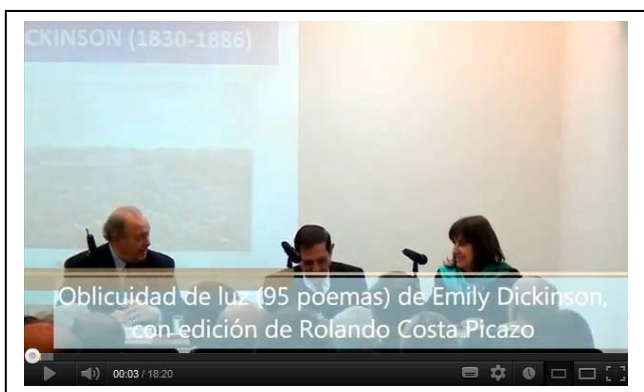 CKINSON (1830-1886)
Oblicuidad de luz (95 poemas) de Emily Dickinson,
con edición de Rolando Costa Picazo
00:03 / 18:20